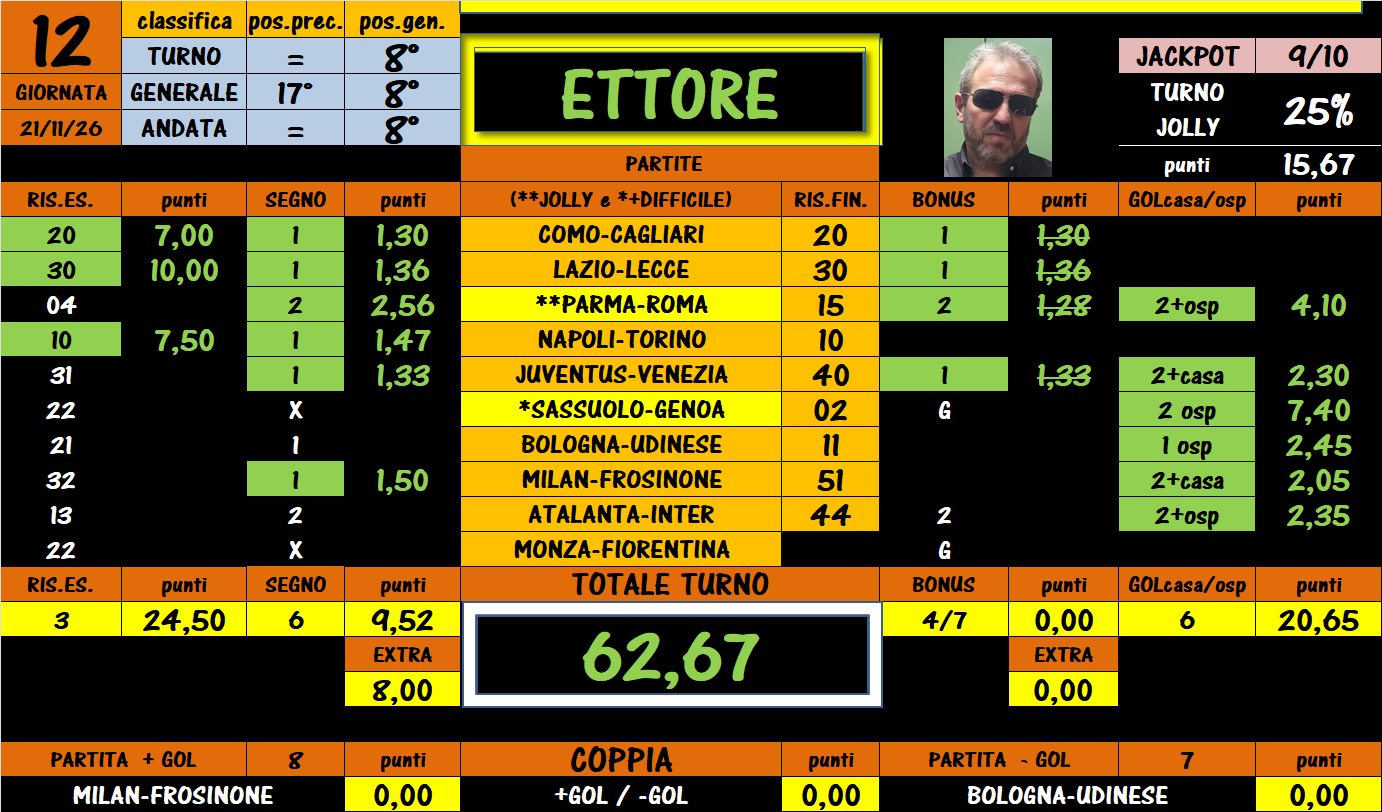 12 classifica pos.prec. pos.gen.
TURNO = 8° ETTORE JACKPOT 9/10
GIORNATA GENERALE 17° 8° TURNO JOLLY 25%
21/11/26 ANDATA = 8°
PARTITE punti 15,67
RIS.ES. punti SEGNO punti (**JOLLY e *+DIFFICILE) RIS.FIN. BONUS punti GOLcasa/osp punti
20 7,00 1 1,30 COMO-CAGLIARI 20 1 1,30
30 10,00 1 1,36 LAZIO-LECCE 30 1 1,36
04 2 2,56 **PARMA-ROMA 15 2 1,28 2+osp 4,10
10 7,50 1 1,47 NAPOLI-TORINO 10
31 1 1,33 JUVENTUS-VENEZIA 40 1 1,33 2+casa 2,30
22 X *SASSUOLO-GENOA 02 G 2 osp 7,40
21 1 BOLOGNA-UDINESE 11 1 osp 2,45
32 1 1,50 MILAN-FROSINONE 51 2+casa 2,05
13 2 ATALANTA-INTER 44 2 2+osp 2,35
22 X MONZA-FIORENTINA G
RIS.ES. punti SEGNO punti TOTALE TURNO BONUS punti GOLcasa/osp punti
3 24,50 6 9,52 62,67 4/7 0,00 6 20,65
EXTRA EXTRA
8,00 0,00
PARTITA + GOL 8 punti COPPIA punti PARTITA - GOL 7 punti
MILAN-FROSINONE 0,00 +GOL / -GOL 0,00 BOLOGNA-UDINESE 0,00